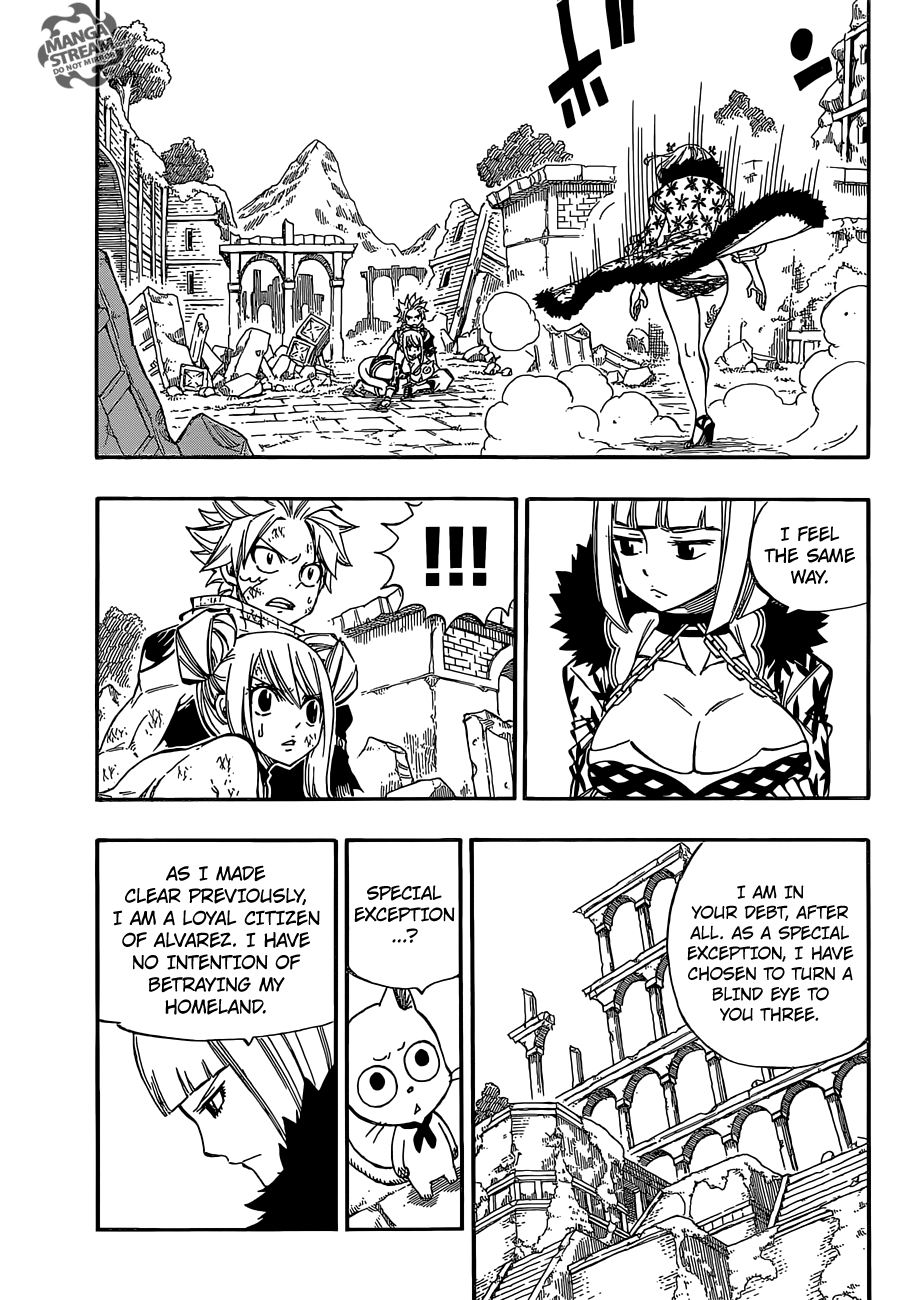 MANGA
STREAM.COM
DO NOT MIRROR
I FEEL
THE SAME
WAY.
!!!
I AM IN
YOUR DEBT, AFTER
ALL. AS A SPECIAL
EXCEPTION, I HAVE
CHOSEN TO TURN A
BLIND EYE TO
YOU THREE.
SPECIAL
EXCEPTION
...?
AS I MADE
CLEAR PREVIOUSLY,
I AM A LOYAL CITIZEN
OF ALVAREZ. I HAVE
NO INTENTION OF
BETRAYING MY
HOMELAND.